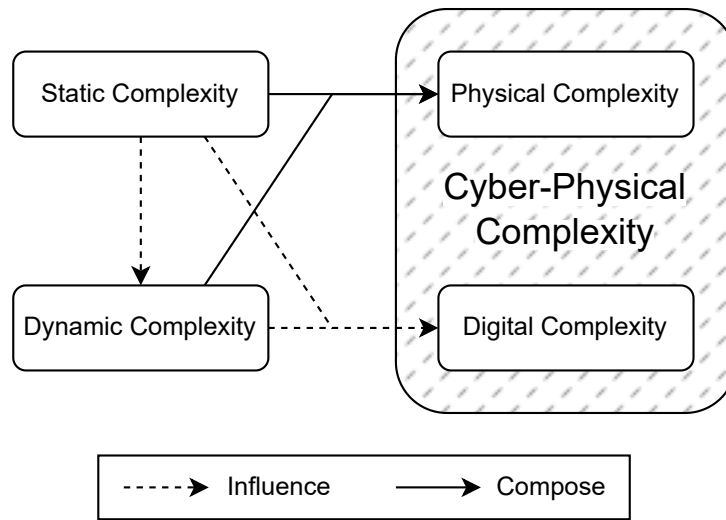 Static Complexity
Physical Complexity
Cyber-Physical
Complexity
Dynamic Complexity
Digital Complexity
Influence
Compose